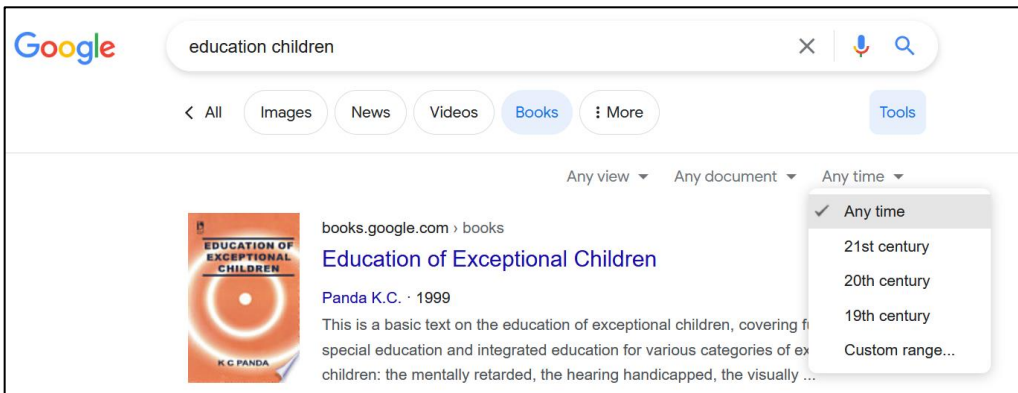 Google
education children
All Images News Videos Books More Tools
Any view Any document Any time
Any time
21st century
20th century
19th century
Custom range...
EDUCATION OF
EXCEPTIONAL
CHILDREN
K C PANDA
books.google.com › books
Education of Exceptional Children
Panda K.C. · 1999
This is a basic text on the education of exceptional children, covering
special education and integrated education for various categories of
children: the mentally retarded, the hearing handicapped, the visually ...